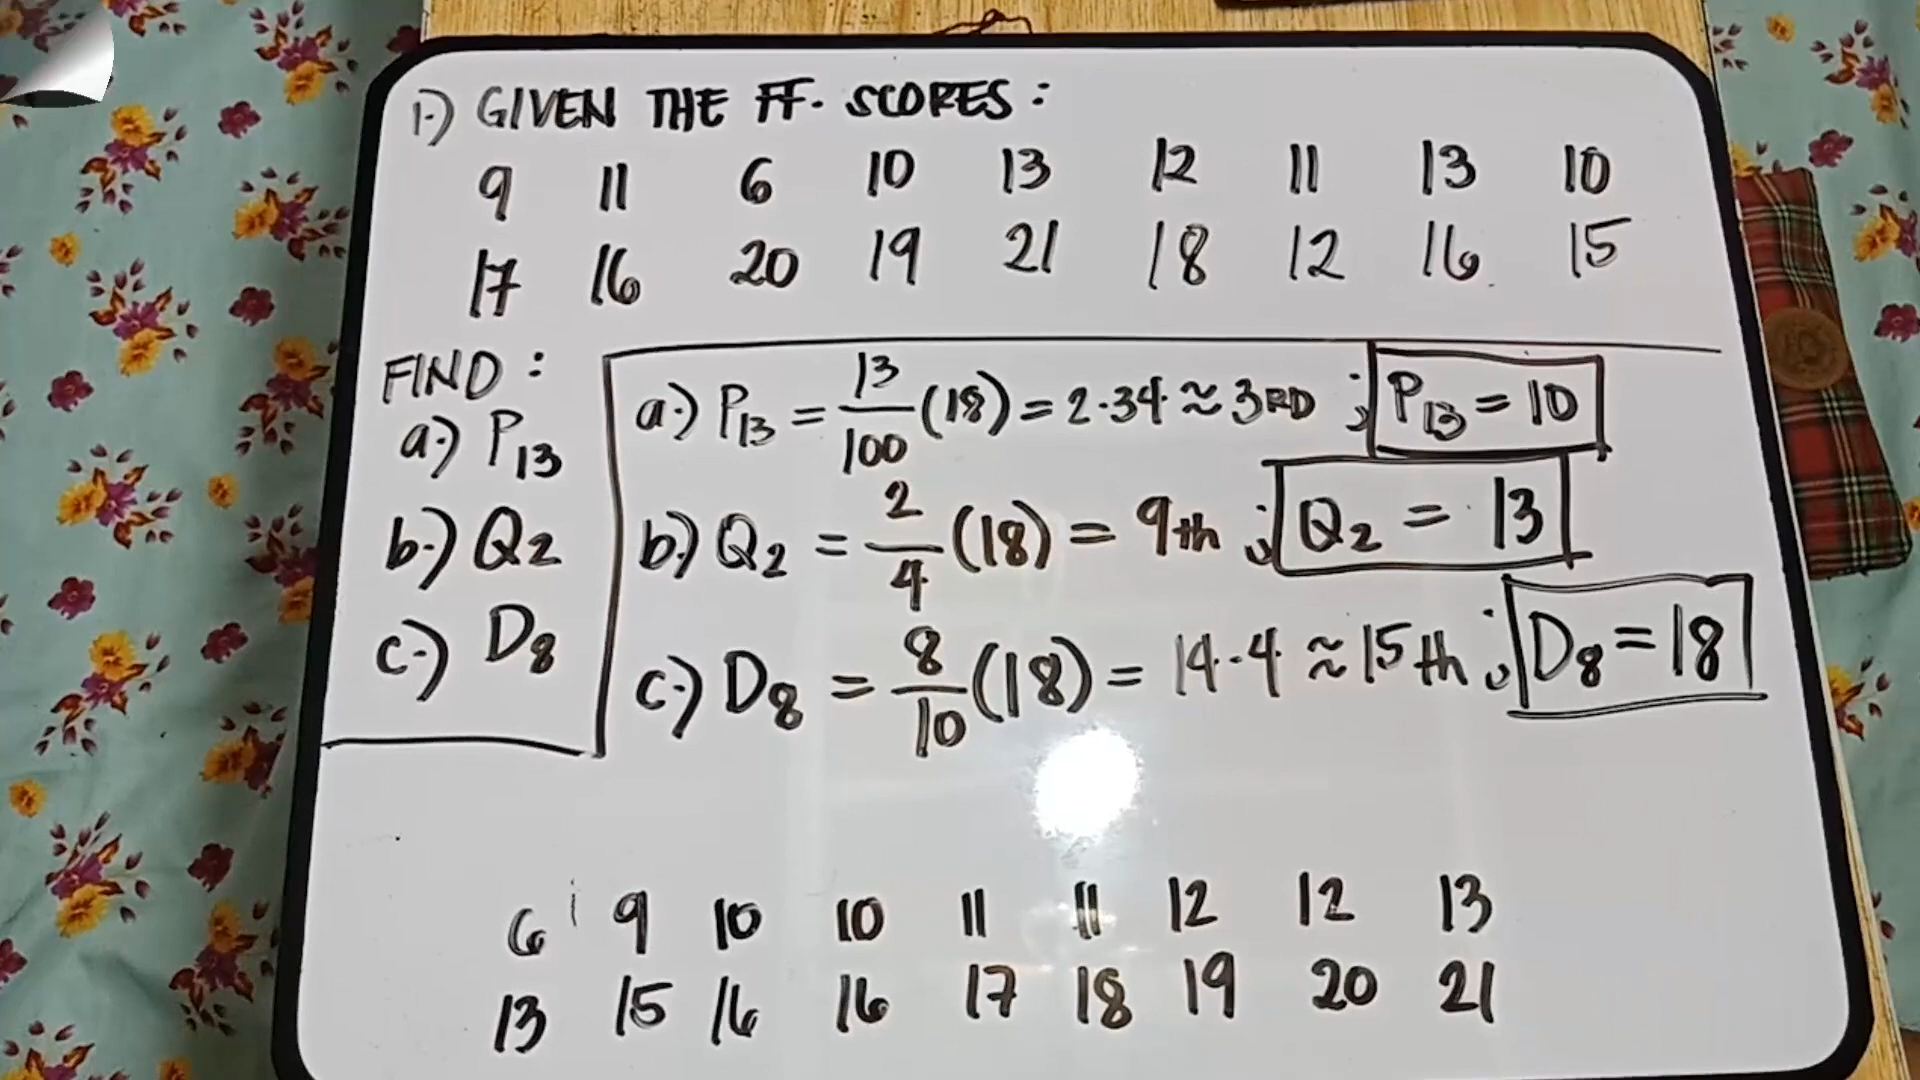 1.) GIVEN THE FF. SCORES:
9 11 6 10 13 12 11 13 10
17 16 20 19 21 18 12 16 15
FIND:
a.) P13
b.) Q2
c.) D8
a.) P13 = 13/100 (18) = 2.34 ≈ 3RD ; P13 = 10
b.) Q2 = 2/4 (18) = 9th ; Q2 = 13
c.) D8 = 8/10 (18) = 14.4 ≈ 15th ; D8 = 18
6 9 10 10 11 11 12 12 13
13 15 16 16 17 18 19 20 21